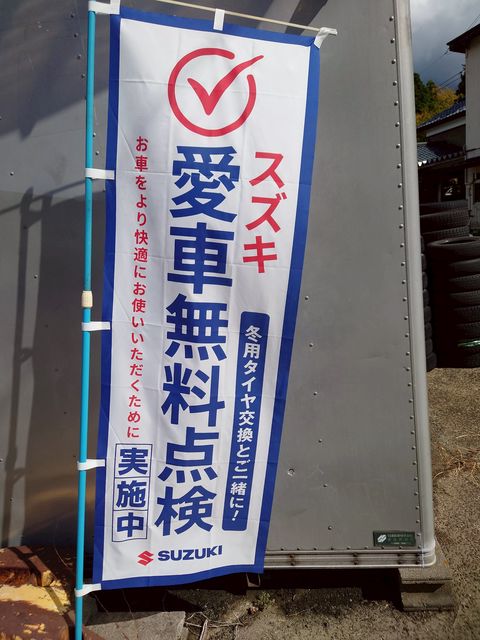 スズキ
愛車無料点検
冬用タイヤ交換とご一緒に!
お車をより快適にお使いいただくために
実施中
SUZUKI